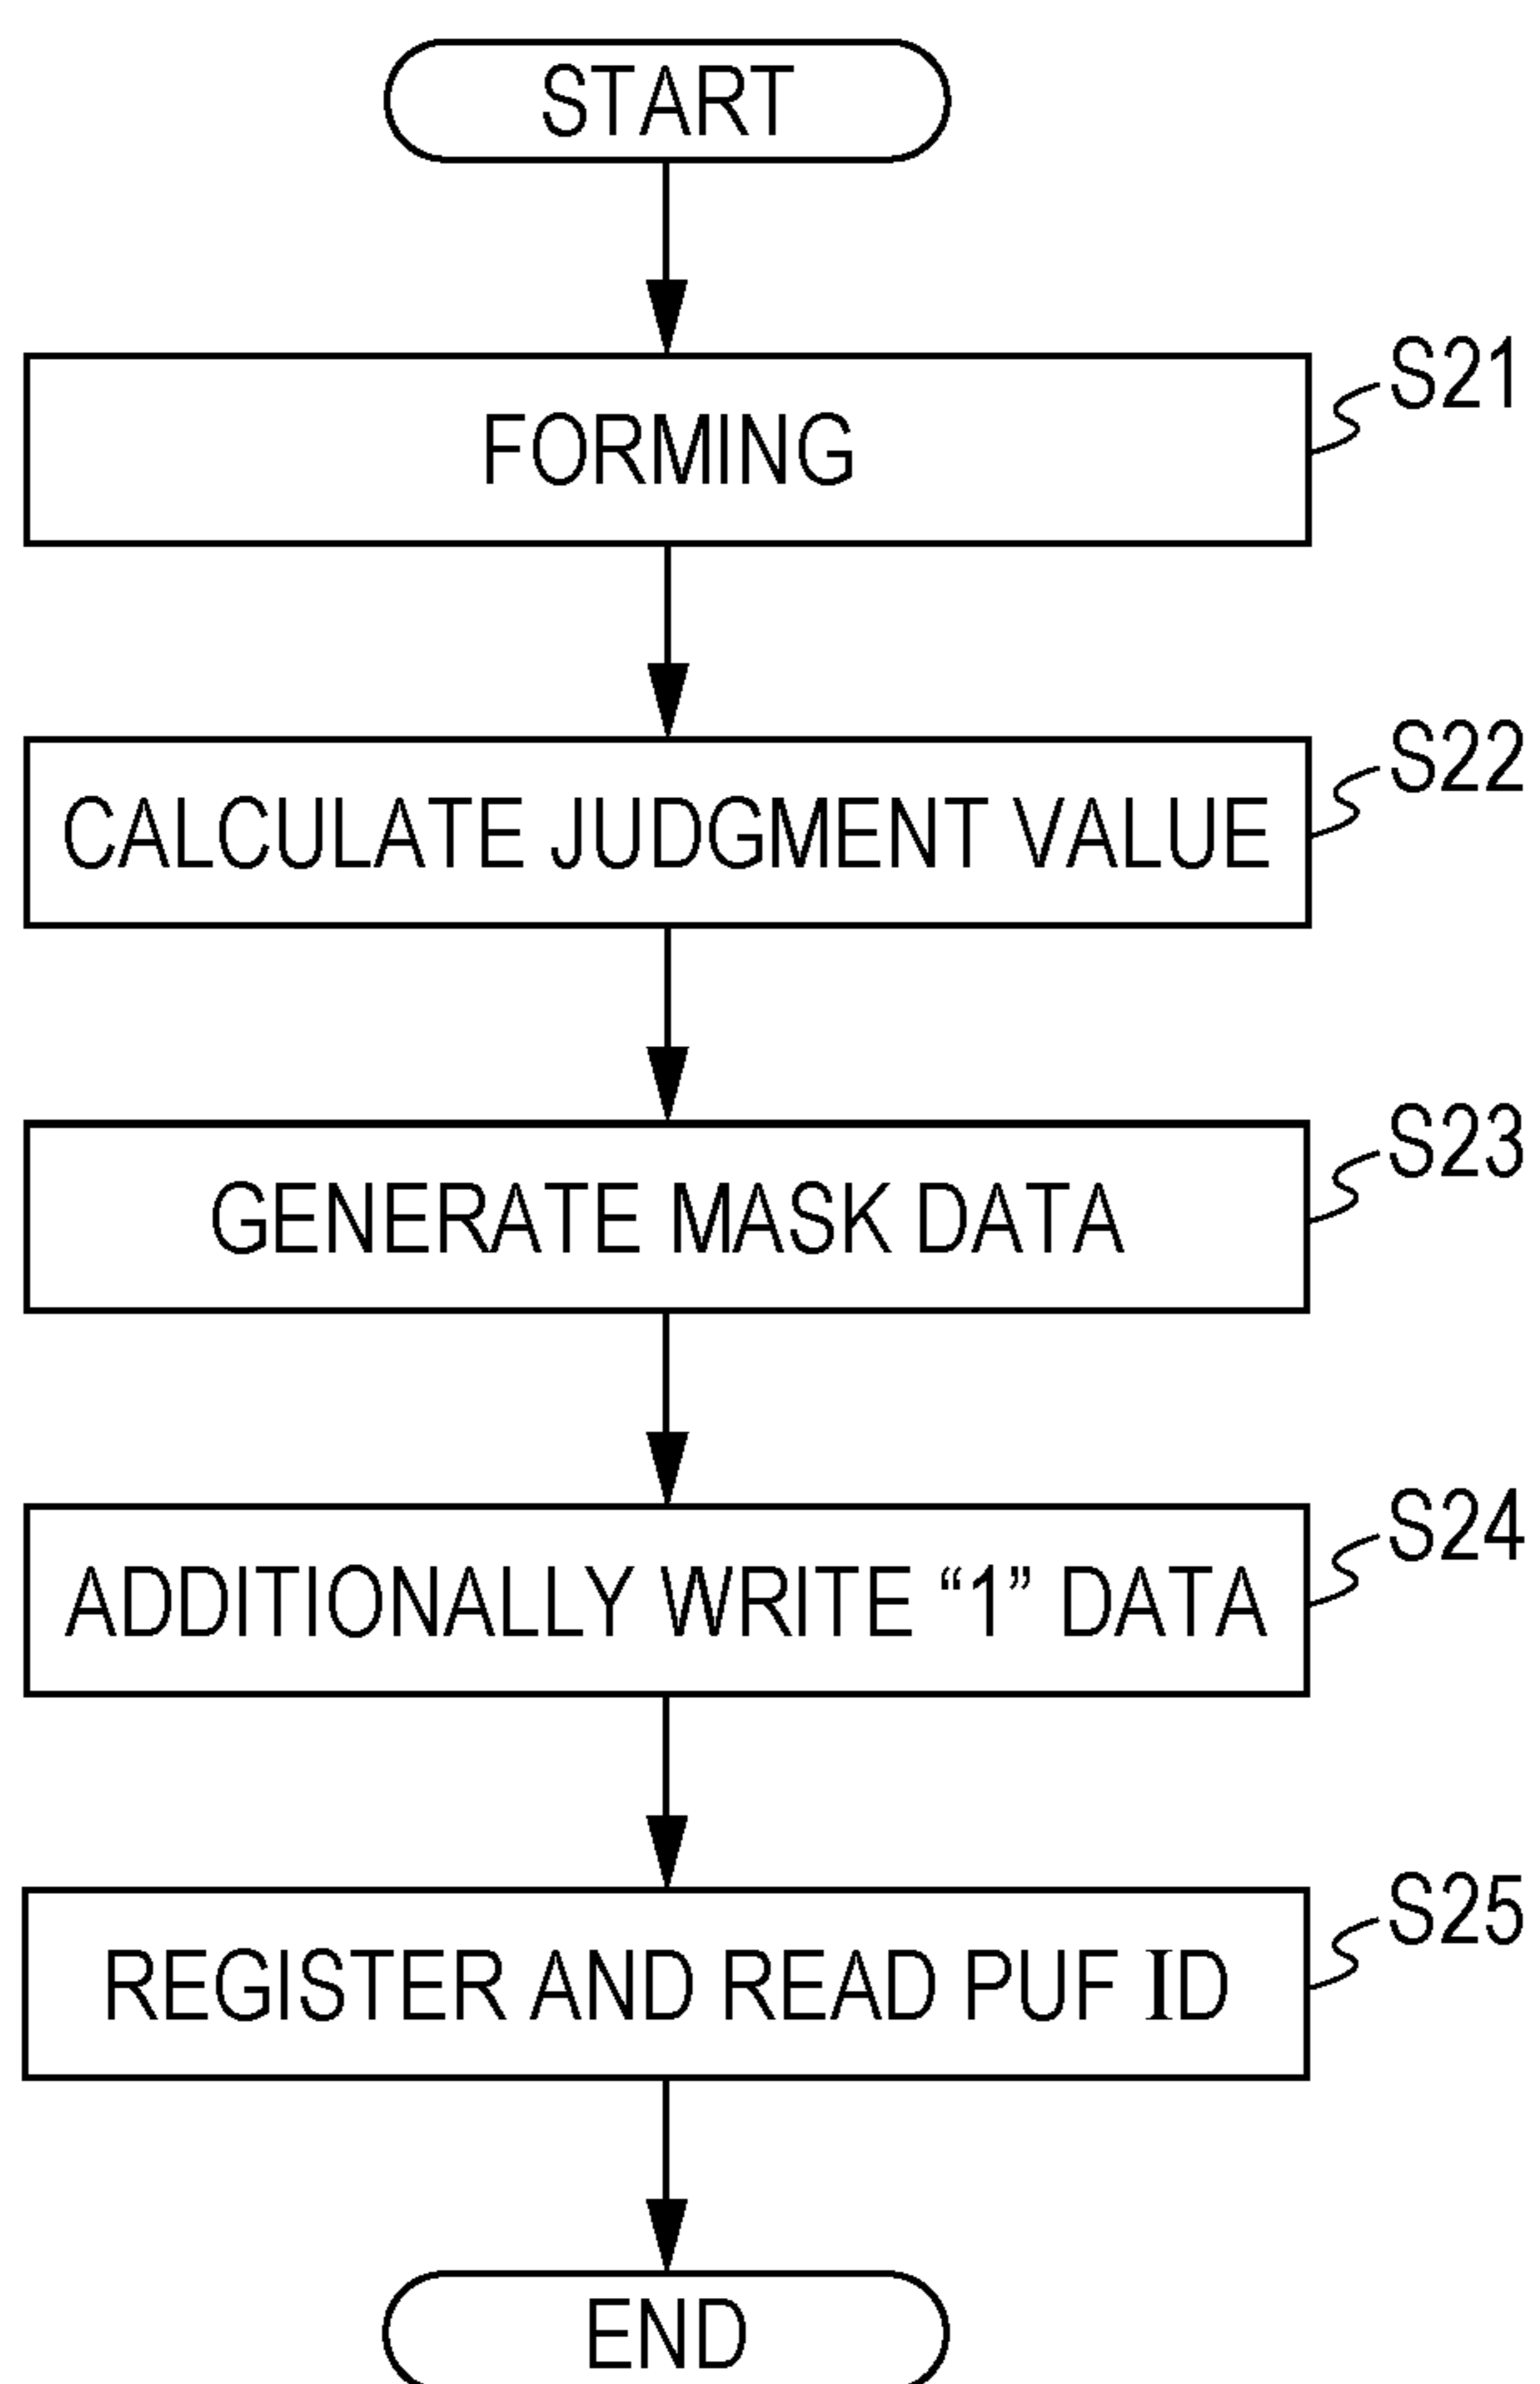 START
FORMING
S21
CALCULATE JUDGMENT VALUE
S22
GENERATE MASK DATA
S23
ADDITIONALLY WRITE “1” DATA
S24
REGISTER AND READ PUF ID
S25
END